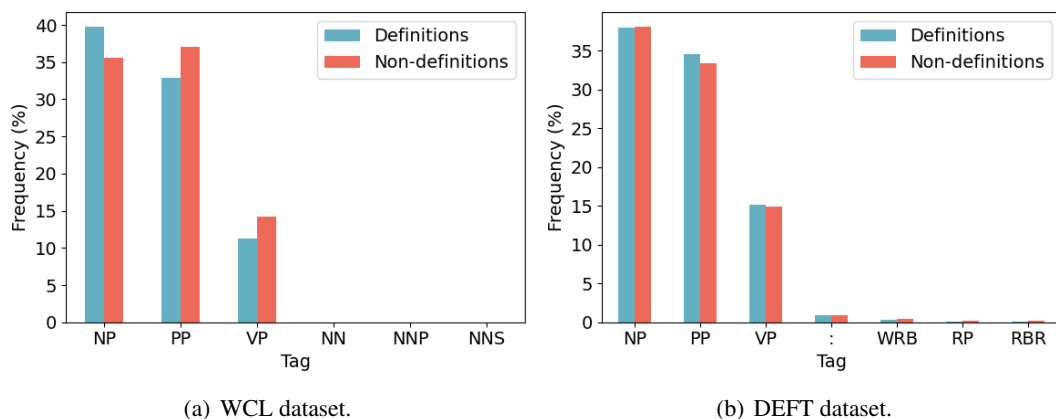 40
35
30
25
20
15
10
5
0
Frequency (%)
Definitions
Non-definitions
NP PP VP NN NNP NNS
Tag
(a) WCL dataset.
35
30
25
20
15
10
5
0
Frequency (%)
Definitions
Non-definitions
NP PP VP : WRB RP RBR
Tag
(b) DEFT dataset.